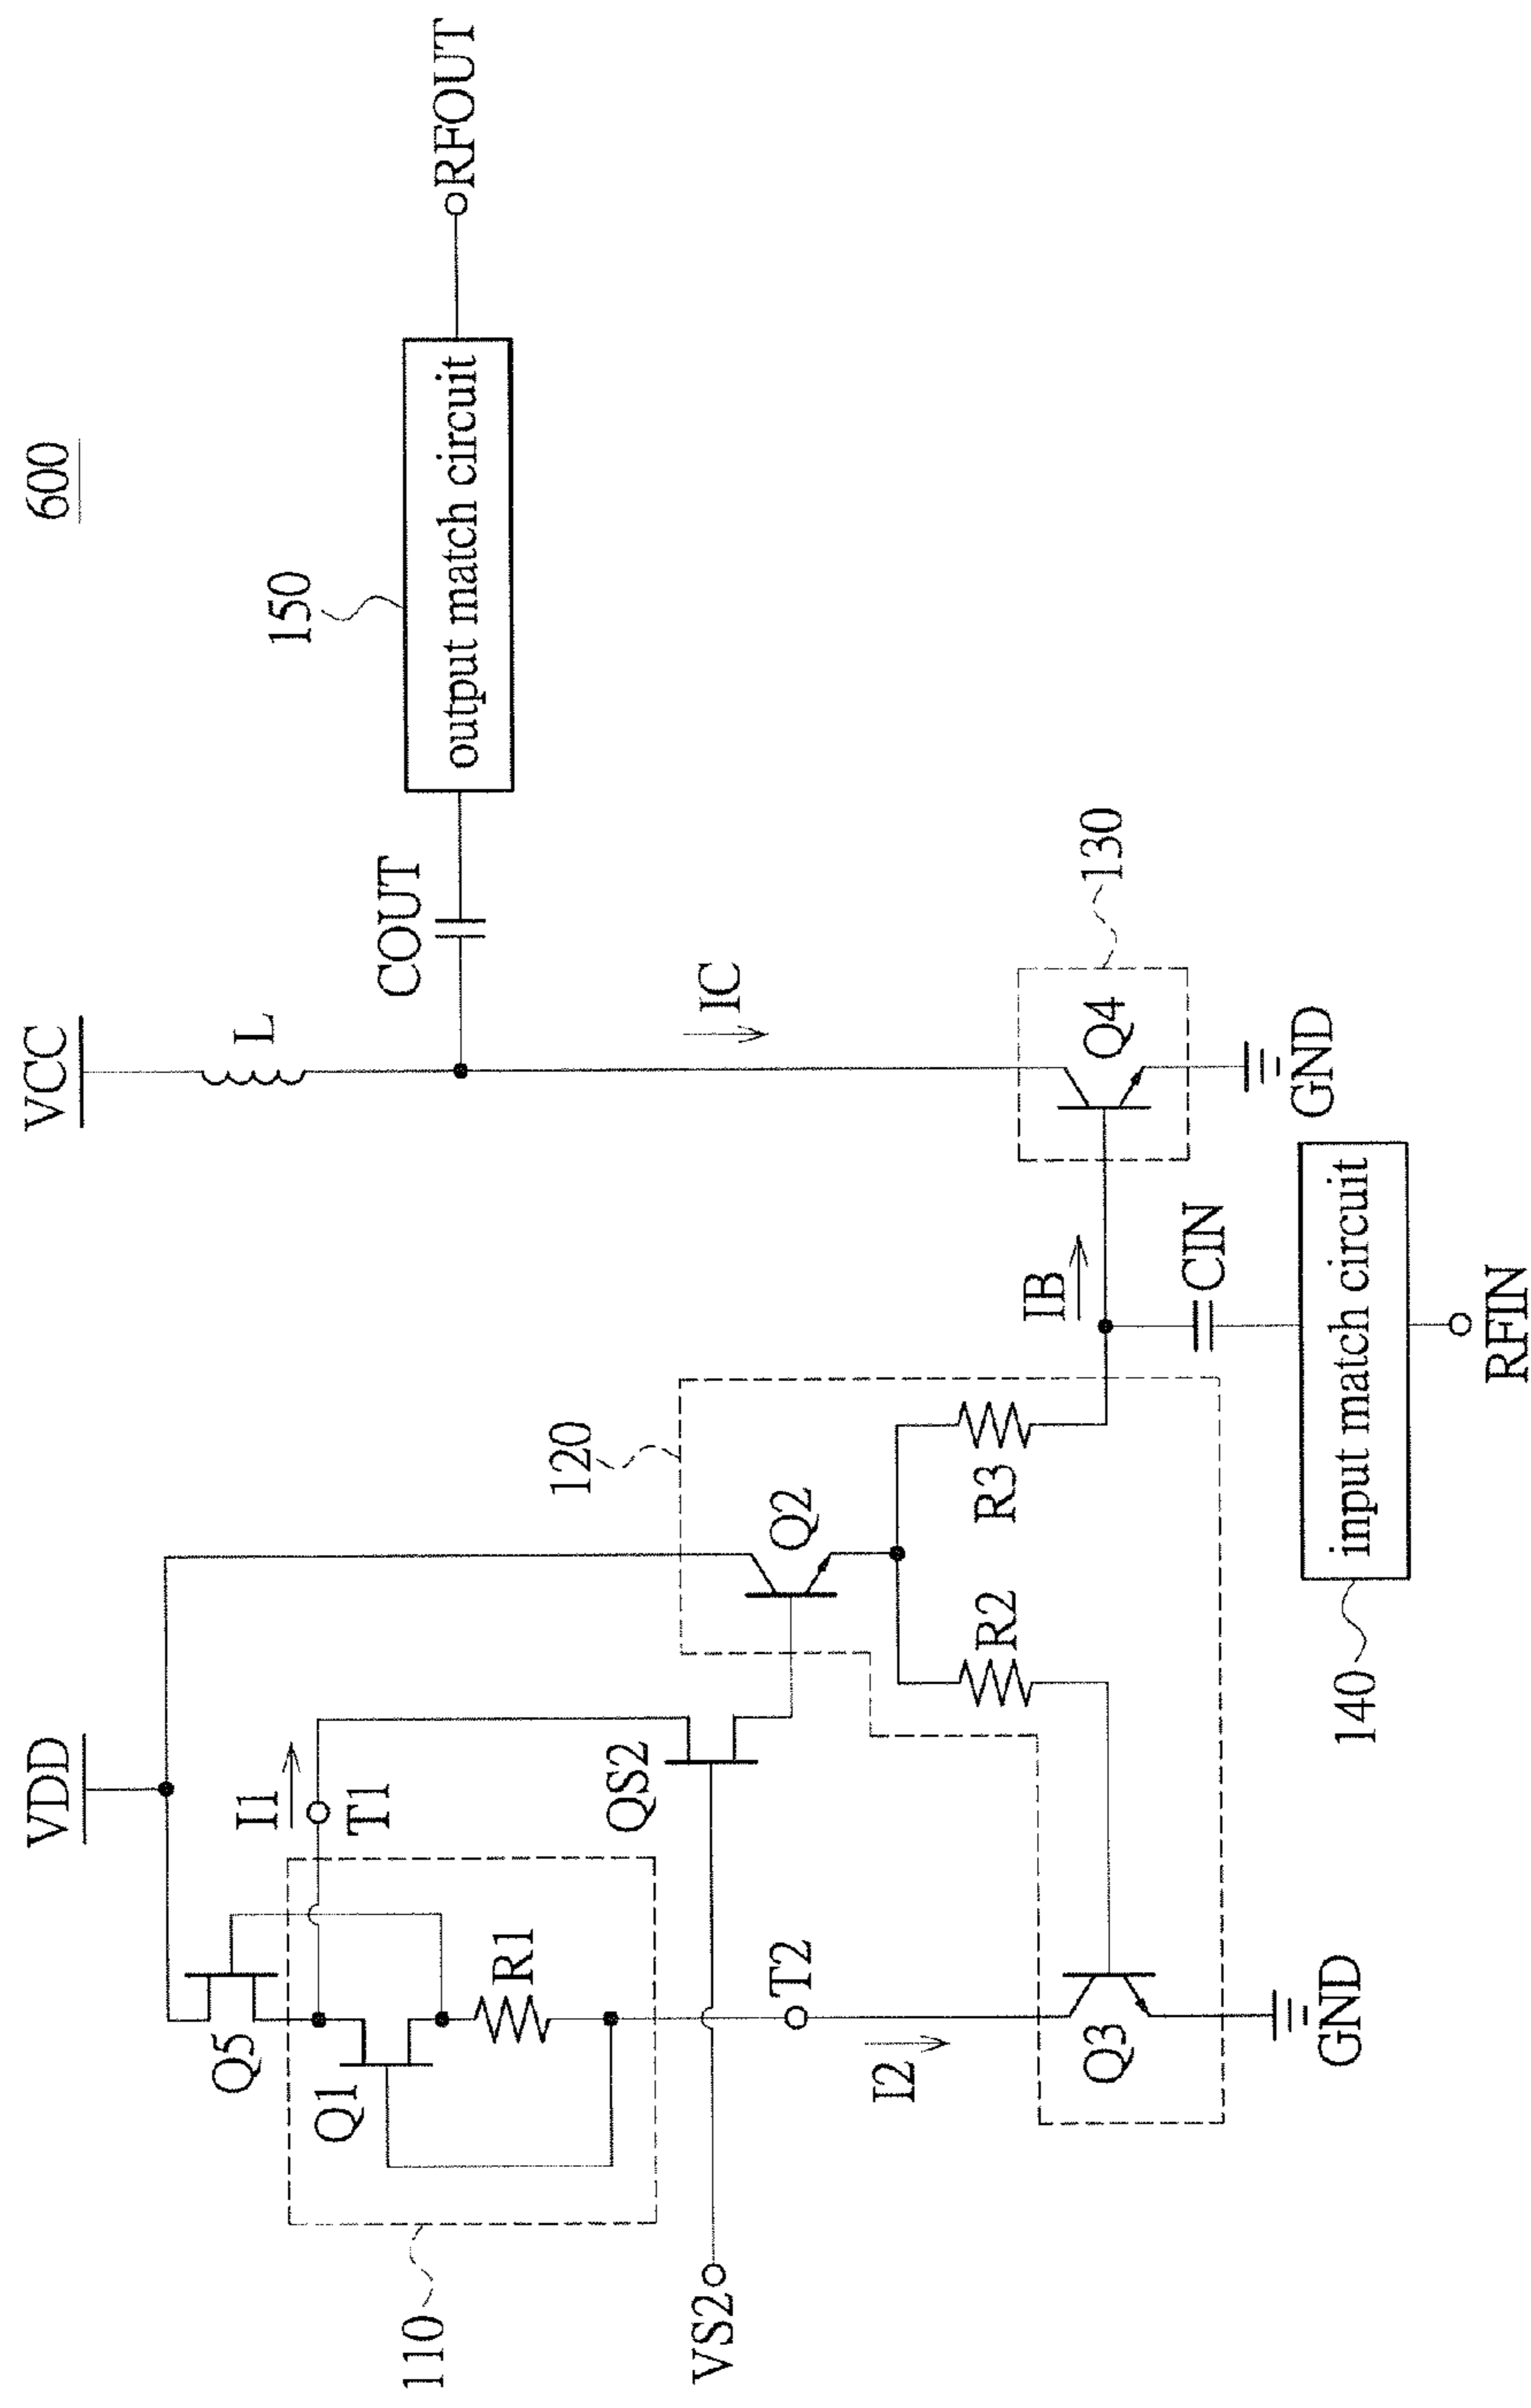 600
VDD
VCC
I1
T1
Q5
Q1
R1
110
QS2
VS2
T2
I2
Q3
GND
120
Q2
R2
R3
IB
CIN
140
input match circuit
RFIN
L
COUT
150
output match circuit
RFOUT
IC
130
Q4
GND